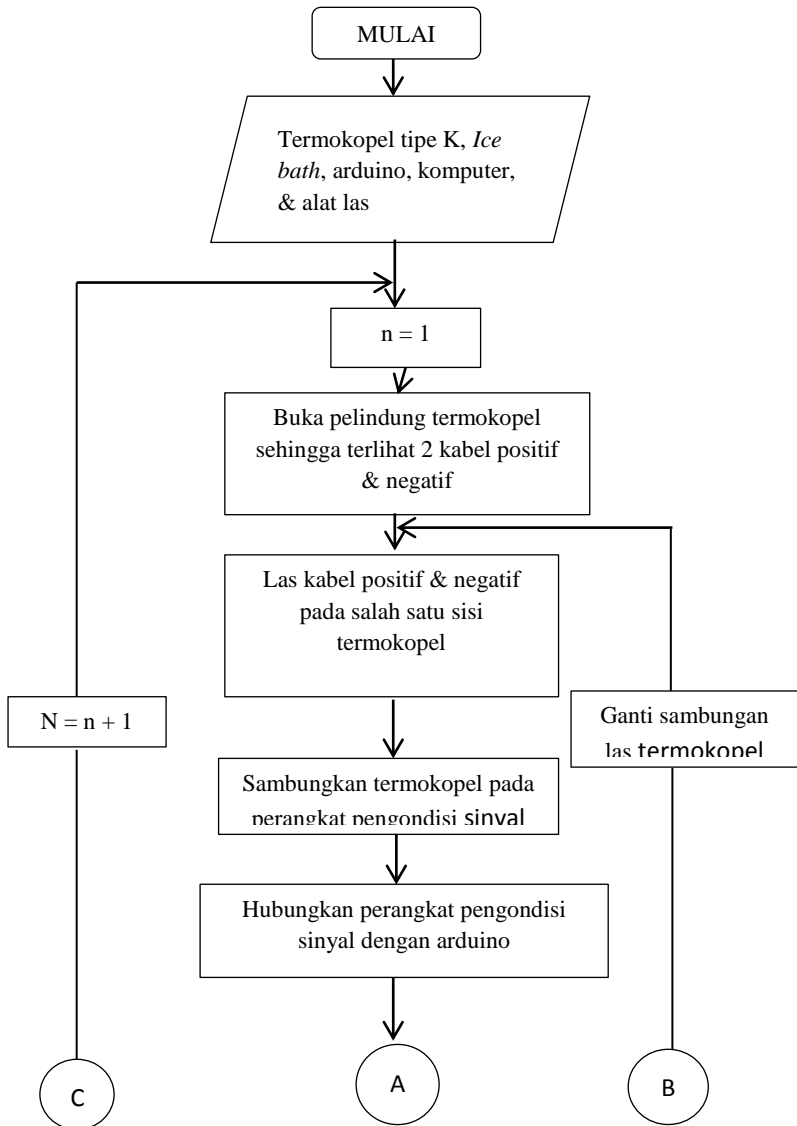 MULAI
Termokopel tipe K, Ice
bath, arduino, komputer,
& alat las
n = 1
Buka pelindung termokopel
sehingga terlihat 2 kabel positif
& negatif
Las kabel positif & negatif
pada salah satu sisi
termokopel
N = n + 1
Ganti sambungan
las termokopel
Sambungkan termokopel pada
perangkat pengondisi sinyal
Hubungkan perangkat pengondisi
sinyal dengan arduino
C
A
B